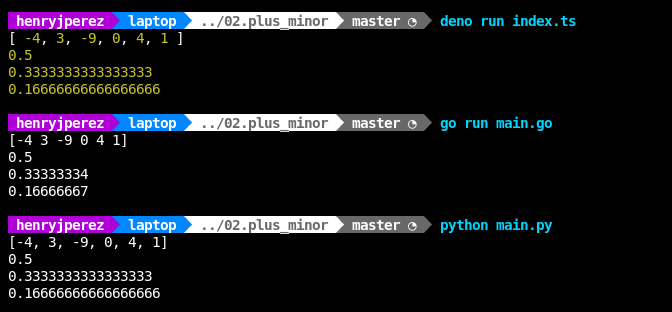 henryjperez laptop ../02.plus_minor master ◔ deno run index.ts
[ -4, 3, -9, 0, 4, 1 ]
0.5
0.3333333333333333
0.16666666666666666
henryjperez laptop ../02.plus_minor master ◔ go run main.go
[-4 3 -9 0 4 1]
0.5
0.33333334
0.16666667
henryjperez laptop ../02.plus_minor master ◔ python main.py
[-4, 3, -9, 0, 4, 1]
0.5
0.3333333333333333
0.16666666666666666